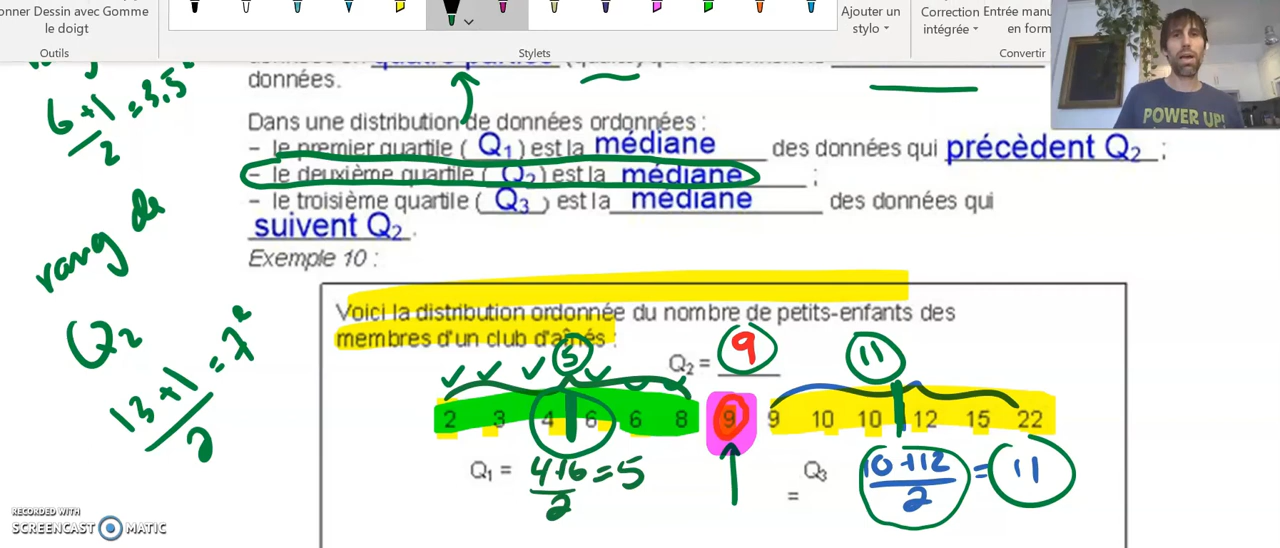 onner Dessin avec Gomme
le doigt
Outils
Stylets
Ajouter un
stylo
Correction
intégrée
Entrée manu
en form
Convertir
POWER UP!
6+1
2
=3.5
quatre parties
données.
Dans une distribution de données ordonnées :
– le premier quartile ( Q₁ ) est la médiane des données qui précèdent Q₂ ;
– le deuxième quartile ( Q₂ ) est la médiane ;
– le troisième quartile ( Q₃ ) est la médiane des données qui
suivent Q₂ .
rang de
Q₂
13+1
2
=7ᵉ
Exemple 10 :
Voici la distribution ordonnée du nombre de petits-enfants des
membres d'un club d'aînés :
5
Q₂ = 9
11
2 3 4 6 6 8 9 9 10 10 12 15 22
Q₁ = 4+6/2 = 5
Q₃ = 10+12/2 = 11
RECORDED WITH
SCREENCAST MATIC